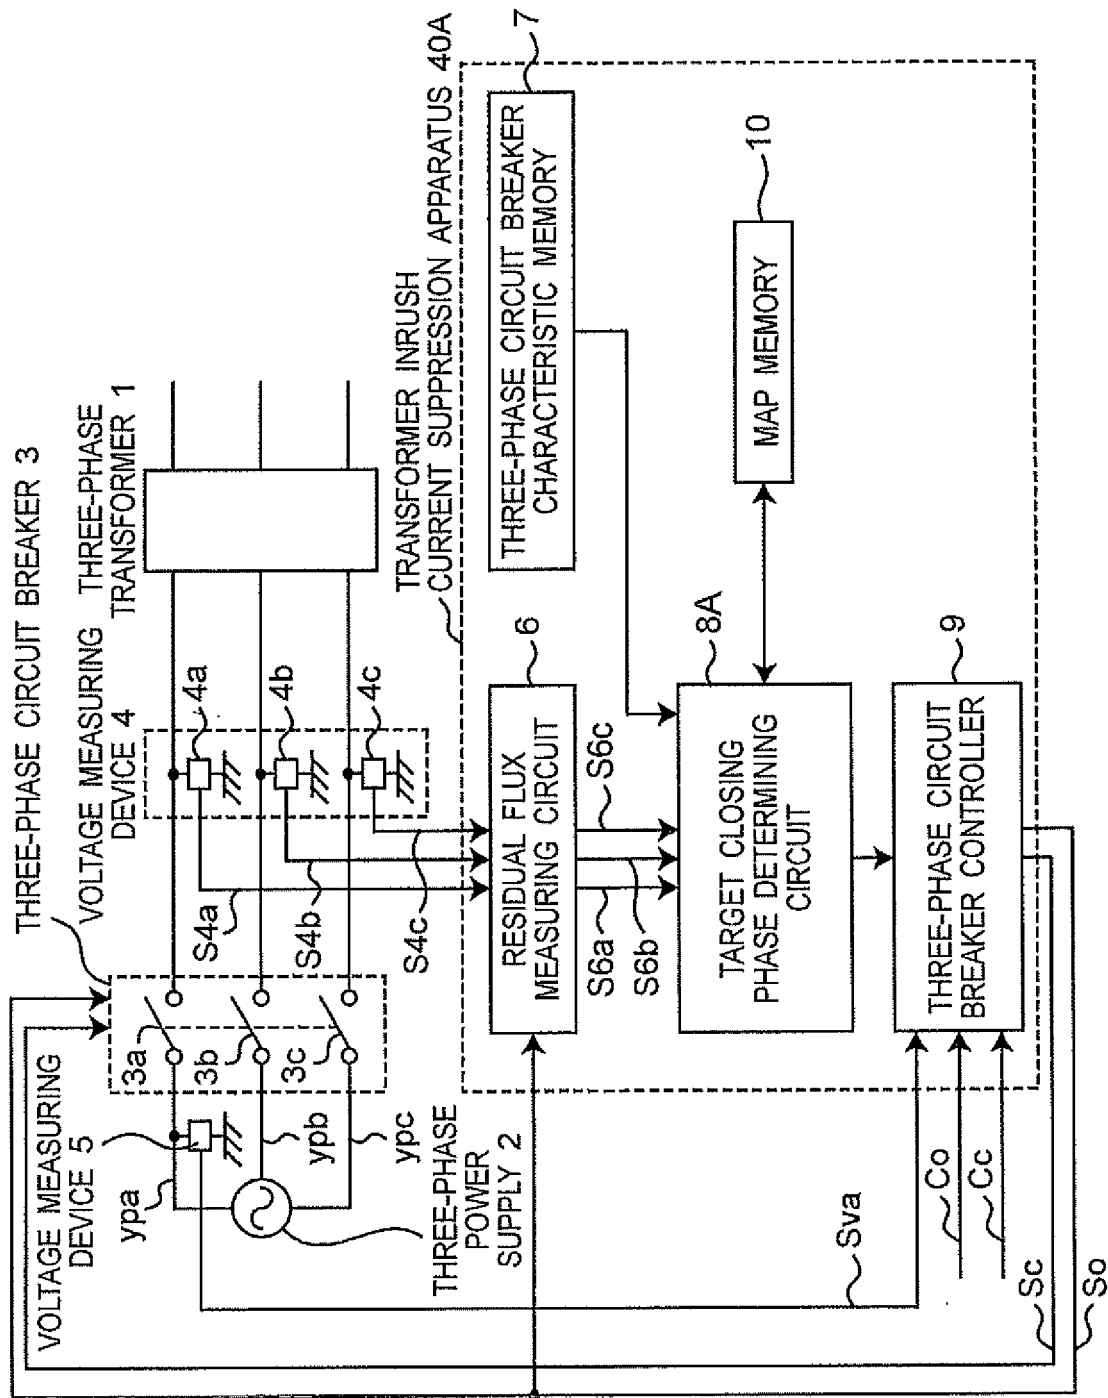 THREE-PHASE CIRCUIT BREAKER 3
VOLTAGE MEASURING
DEVICE 4
THREE-PHASE
TRANSFORMER 1
VOLTAGE MEASURING
DEVICE 5
3a
3b
3c
4a
4b
4c
ypa
ypb
ypc
THREE-PHASE
POWER
SUPPLY 2
S4a
S4b
S4c
TRANSFORMER INRUSH
CURRENT SUPPRESSION APPARATUS 40A
6
RESIDUAL FLUX
MEASURING CIRCUIT
7
THREE-PHASE CIRCUIT BREAKER
CHARACTERISTIC MEMORY
S6a
S6b
S6c
8A
TARGET CLOSING
PHASE DETERMINING
CIRCUIT
10
MAP MEMORY
9
THREE-PHASE CIRCUIT
BREAKER CONTROLLER
Sva
Co
Cc
Sc
So